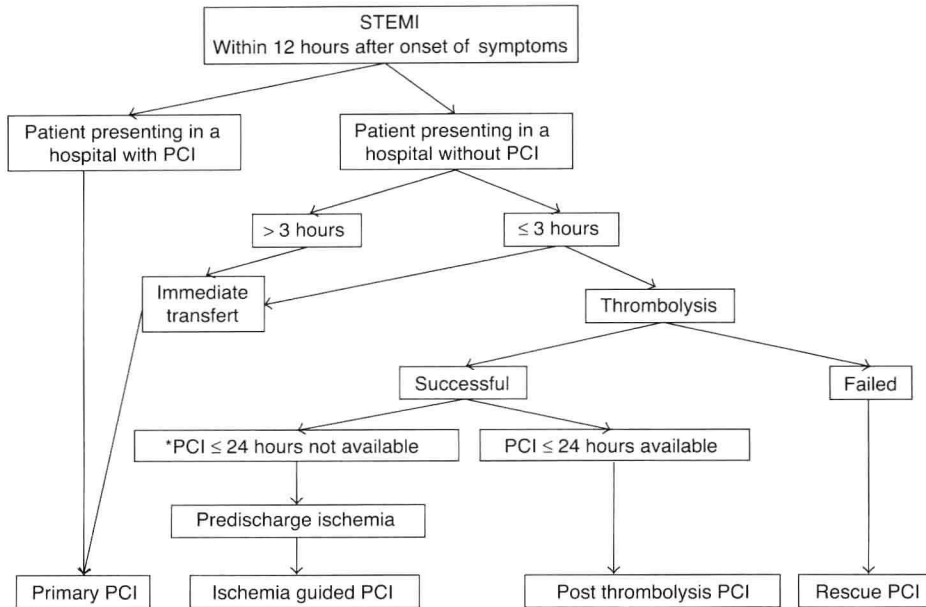 STEMI
Within 12 hours after onset of symptoms
Patient presenting in a
hospital with PCI
Patient presenting in a
hospital without PCI
> 3 hours
≤ 3 hours
Immediate
transfert
Thrombolysis
Successful
Failed
*PCI ≤ 24 hours not available
PCI ≤ 24 hours available
Predischarge ischemia
Primary PCI
Ischemia guided PCI
Post thrombolysis PCI
Rescue PCI